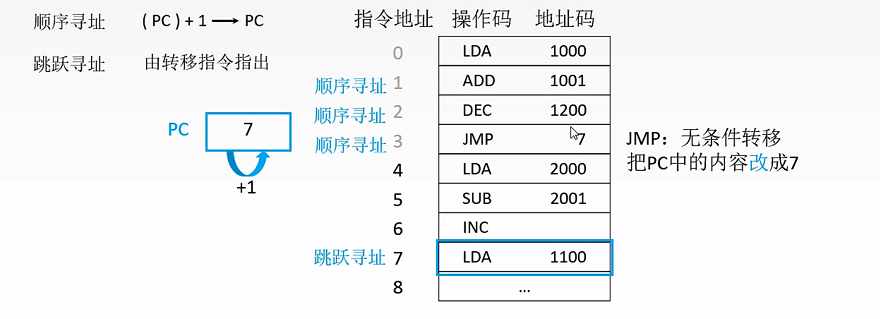 顺序寻址 ( PC ) + 1 → PC
跳跃寻址 由转移指令指出
PC 7
+1
指令地址 操作码 地址码
0 LDA 1000
顺序寻址 1 ADD 1001
顺序寻址 2 DEC 1200
顺序寻址 3 JMP 7
4 LDA 2000
5 SUB 2001
6 INC
跳跃寻址 7 LDA 1100
8 …
JMP：无条件转移
把PC中的内容改成7